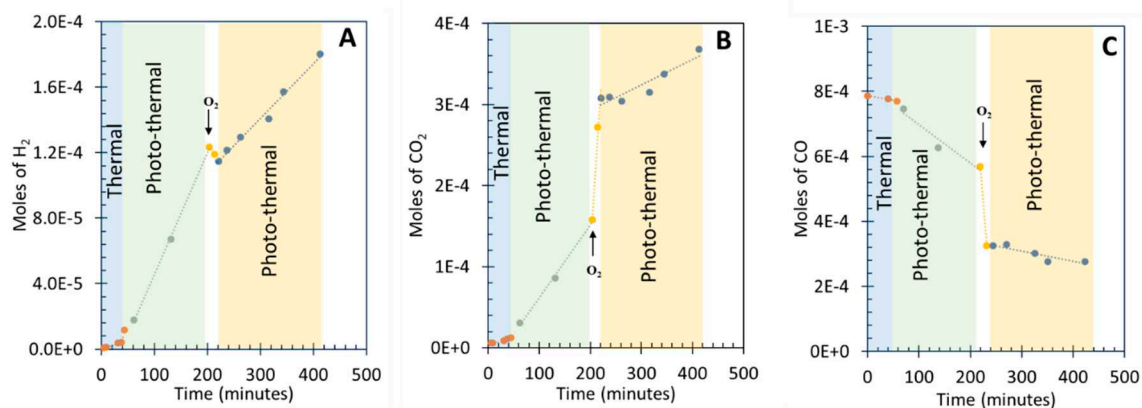 A
Moles of H2
2.0E-4
1.6E-4
1.2E-4
8.0E-5
4.0E-5
0.0E+0
Thermal
Photo-thermal
O2
Photo-thermal
0 100 200 300 400 500
Time (minutes)
B
Moles of CO2
4E-4
3E-4
2E-4
1E-4
0E+0
Thermal
Photo-thermal
O2
Photo-thermal
0 100 200 300 400 500
Time (minutes)
C
Moles of CO
1E-3
8E-4
6E-4
4E-4
2E-4
0E+0
Thermal
Photo-thermal
O2
Photo-thermal
0 100 200 300 400 500
Time (minutes)